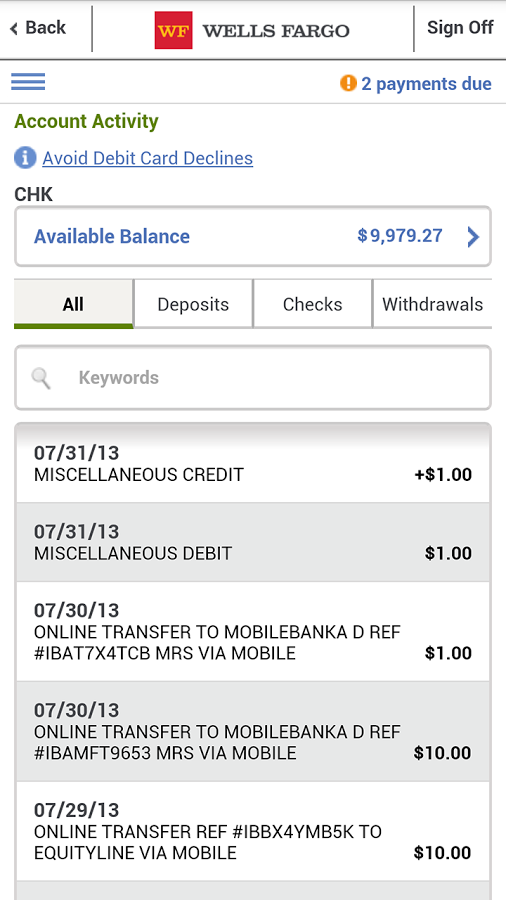 Back
WF WELLS FARGO
Sign Off
2 payments due
Account Activity
Avoid Debit Card Declines
CHK
Available Balance $9,979.27
All Deposits Checks Withdrawals
Keywords
07/31/13
MISCELLANEOUS CREDIT +$1.00
07/31/13
MISCELLANEOUS DEBIT $1.00
07/30/13
ONLINE TRANSFER TO MOBILEBANKA D REF
#IBAT7X4TCB MRS VIA MOBILE $1.00
07/30/13
ONLINE TRANSFER TO MOBILEBANKA D REF
#IBAMFT9653 MRS VIA MOBILE $10.00
07/29/13
ONLINE TRANSFER REF #IBBX4YMB5K TO
EQUITYLINE VIA MOBILE $10.00